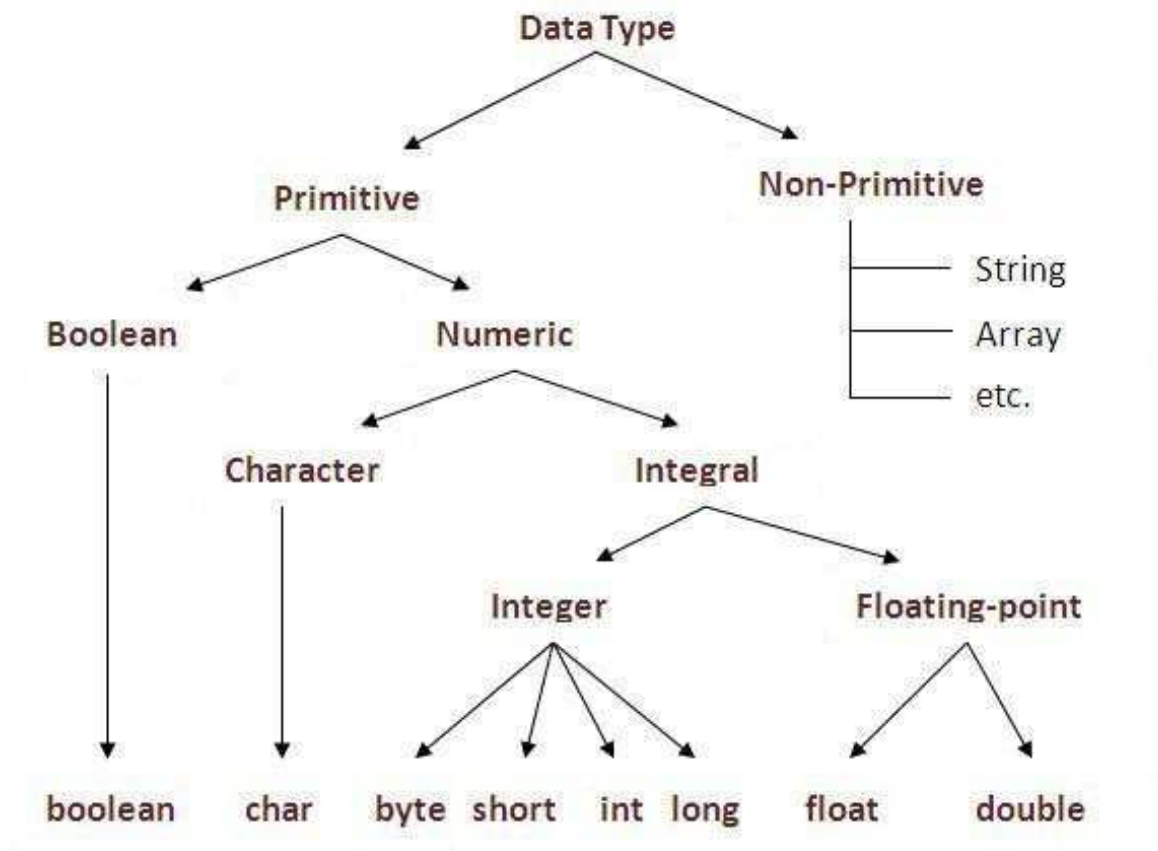 Data Type
Primitive
Non-Primitive
String
Array
etc.
Boolean
Numeric
Character
Integral
Integer
Floating-point
boolean char byte short int long float double